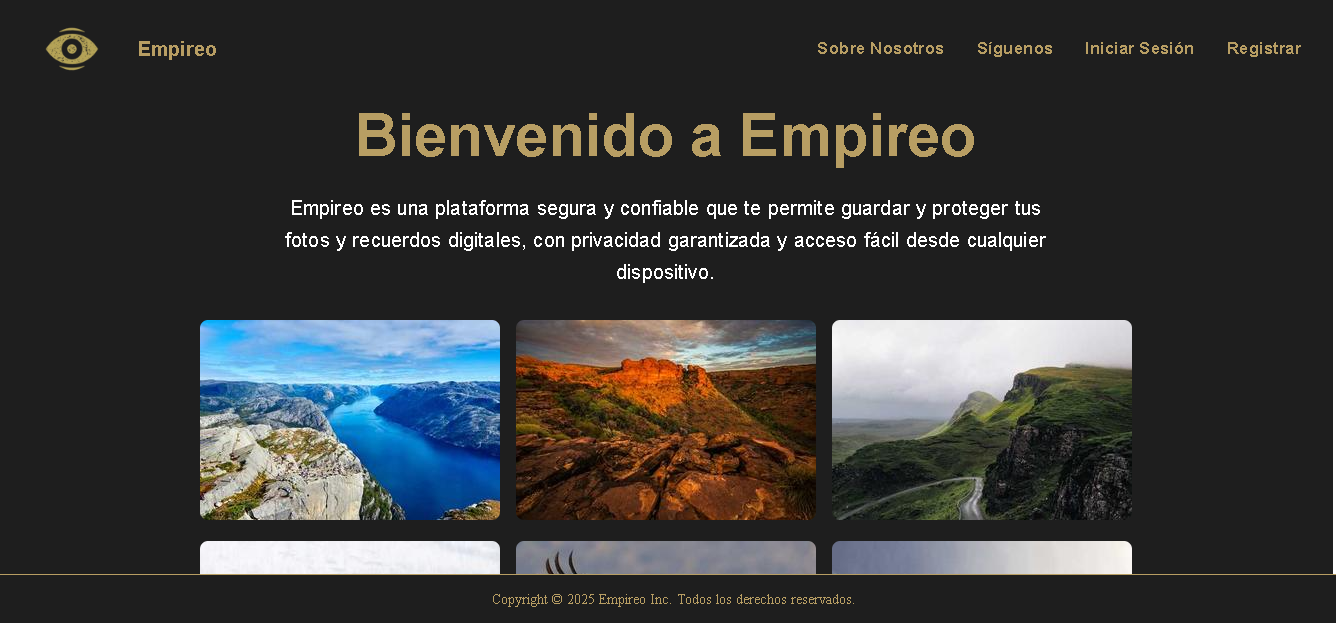 Empireo
Sobre Nosotros
Síguenos
Iniciar Sesión
Registrar
Bienvenido a Empireo
Empireo es una plataforma segura y confiable que te permite guardar y proteger tus
fotos y recuerdos digitales, con privacidad garantizada y acceso fácil desde cualquier
dispositivo.
Copyright © 2025 Empireo Inc. Todos los derechos reservados.